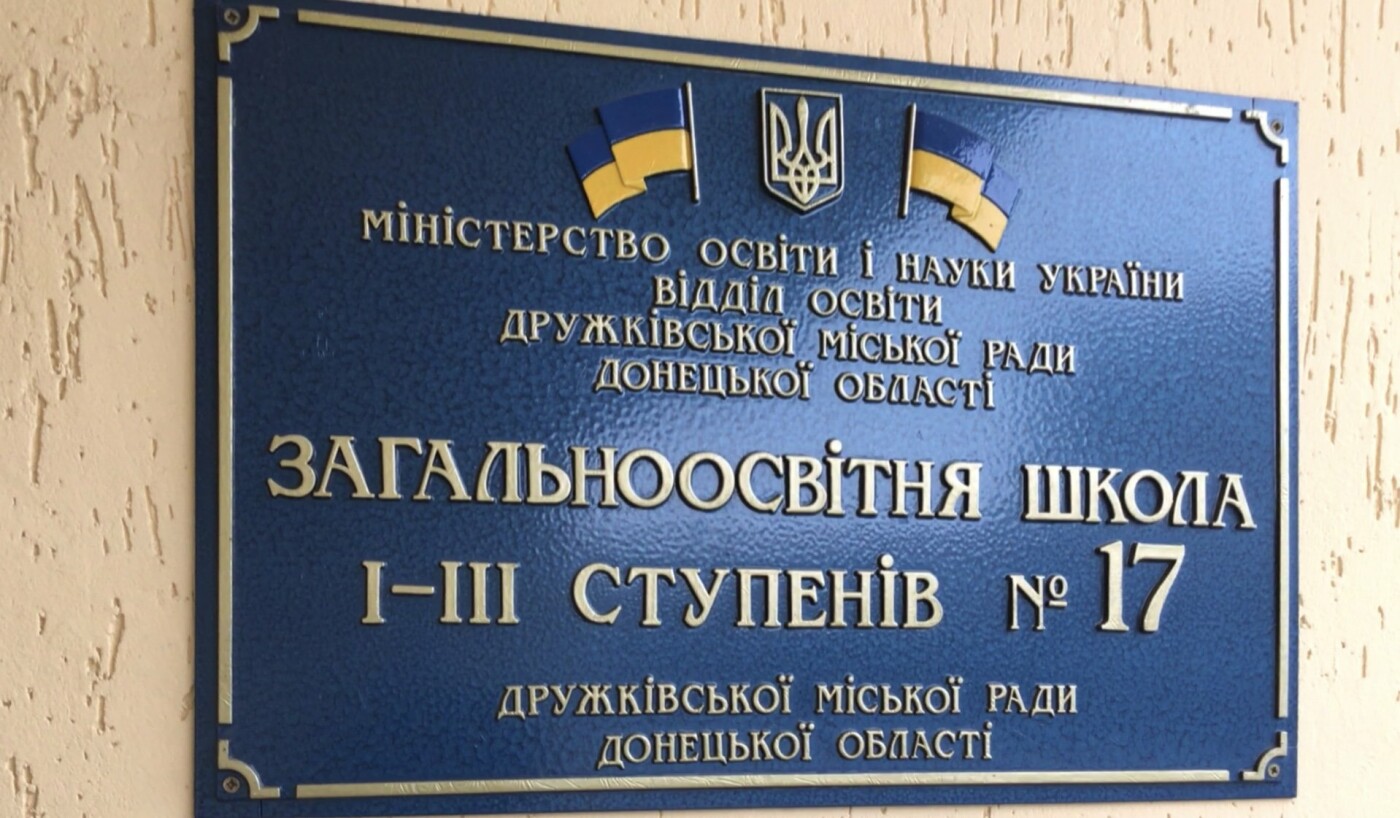 МІНІСТЕРСТВО ОСВІТИ І НАУКИ УКРАЇНИ
ВІДДІЛ ОСВІТИ
ДРУЖКІВСЬКОЇ МІСЬКОЇ РАДИ
ДОНЕЦЬКОЇ ОБЛАСТІ
ЗАГАЛЬНООСВІТНЯ ШКОЛА
І-ІІІ СТУПЕНІВ № 17
ДРУЖКІВСЬКОЇ МІСЬКОЇ РАДИ
ДОНЕЦЬКОЇ ОБЛАСТІ